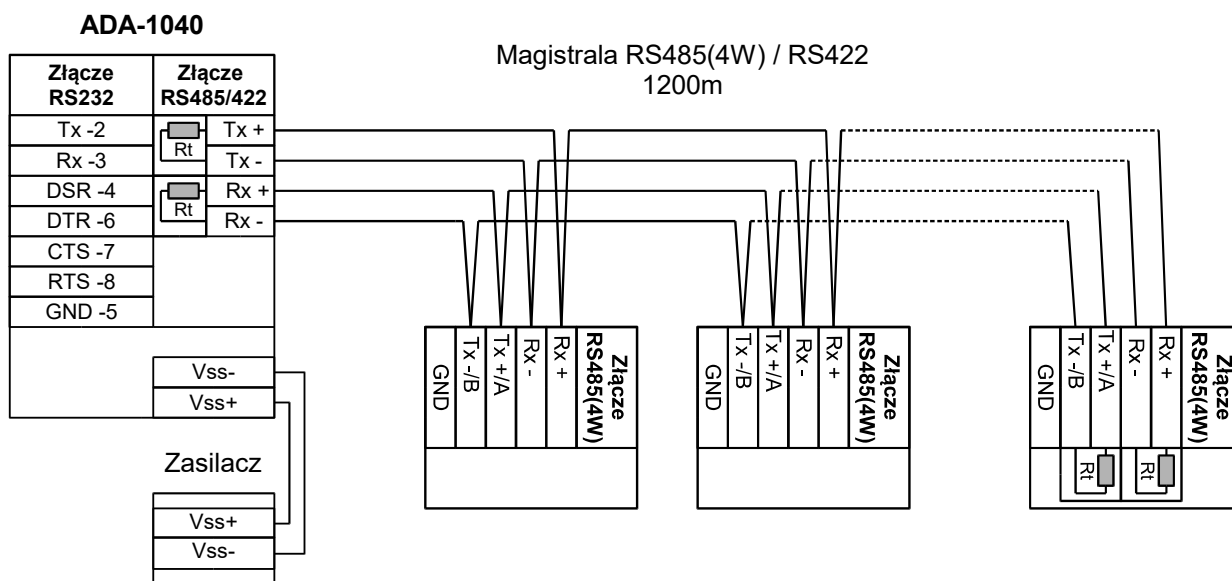 ADA-1040
Magistrala RS485(4W) / RS422
1200m
Złącze
RS232
Złącze
RS485/422
Tx -2
Rt
Tx +
Rx -3
Tx -
DSR -4
Rt
Rx +
DTR -6
Rx -
CTS -7
RTS -8
GND -5
Vss-
Vss+
Zasilacz
Vss+
Vss-
GND
Tx -/B
Tx +/A
Rx -
Rx +
Złącze
RS485(4W)
GND
Tx -/B
Tx +/A
Rx -
Rx +
Złącze
RS485(4W)
GND
Tx -/B
Tx +/A
Rx -
Rx +
Złącze
RS485(4W)
Rt
Rt